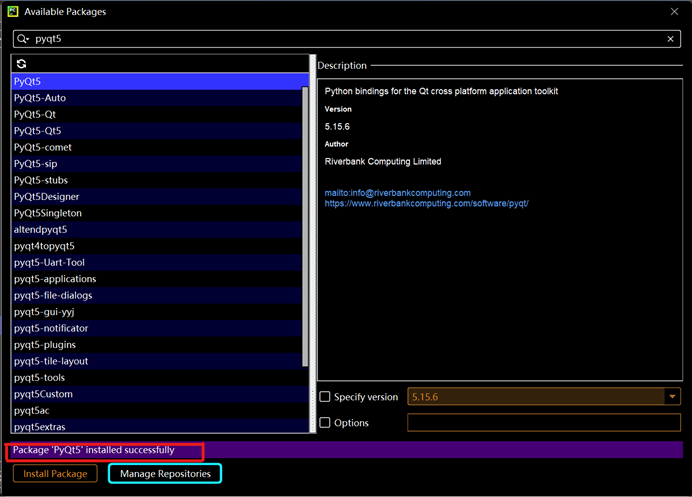 Available Packages
pyqt5
Description
PyQt5
PyQt5-Auto
PyQt5-Qt
PyQt5-Qt5
PyQt5-comet
PyQt5-sip
PyQt5-stubs
PyQt5Designer
PyQt5Singleton
altendpyqt5
pyqt4topyqt5
pyqt5-Uart-Tool
pyqt5-applications
pyqt5-file-dialogs
pyqt5-gui-yyj
pyqt5-notificator
pyqt5-plugins
pyqt5-tile-layout
pyqt5-tools
pyqt5Custom
pyqt5ac
pyqt5extras
Python bindings for the Qt cross platform application toolkit
Version
5.15.6
Author
Riverbank Computing Limited
mailto:info@riverbankcomputing.com
https://www.riverbankcomputing.com/software/pyqt/
Specify version 5.15.6
Options
Package 'PyQt5' installed successfully
Install Package Manage Repositories